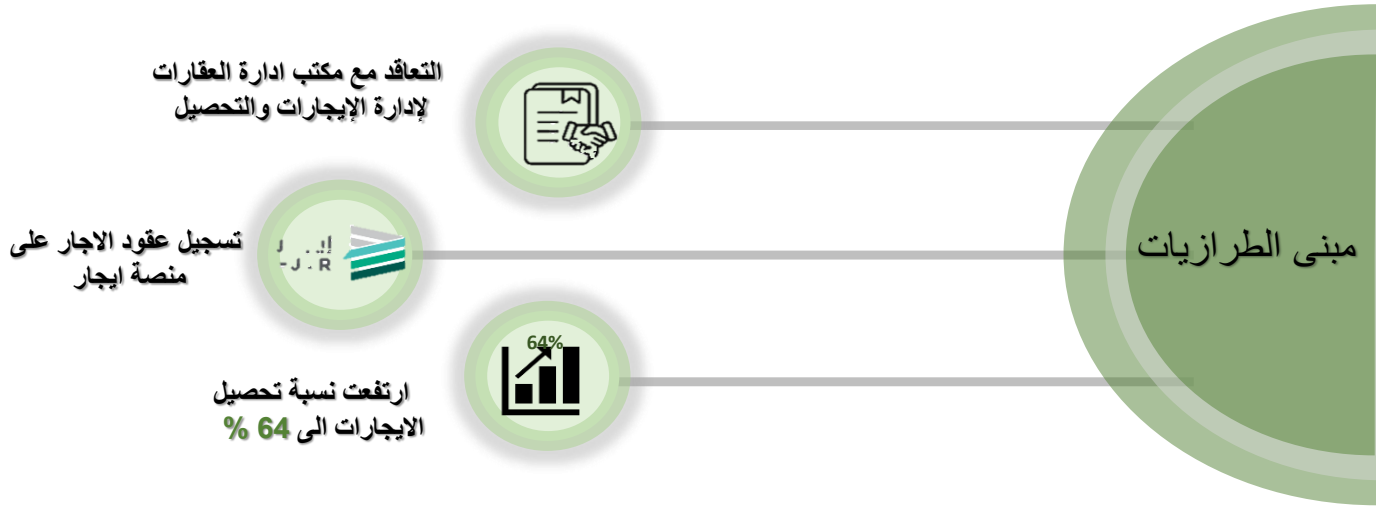 مبنى الطرازيات
التعاقد مع مكتب ادارة العقارات
لإدارة الإيجارات والتحصيل
تسجيل عقود الاجار على
منصة ايجار
64%
ارتفعت نسبة تحصيل
الايجارات الى 64 %